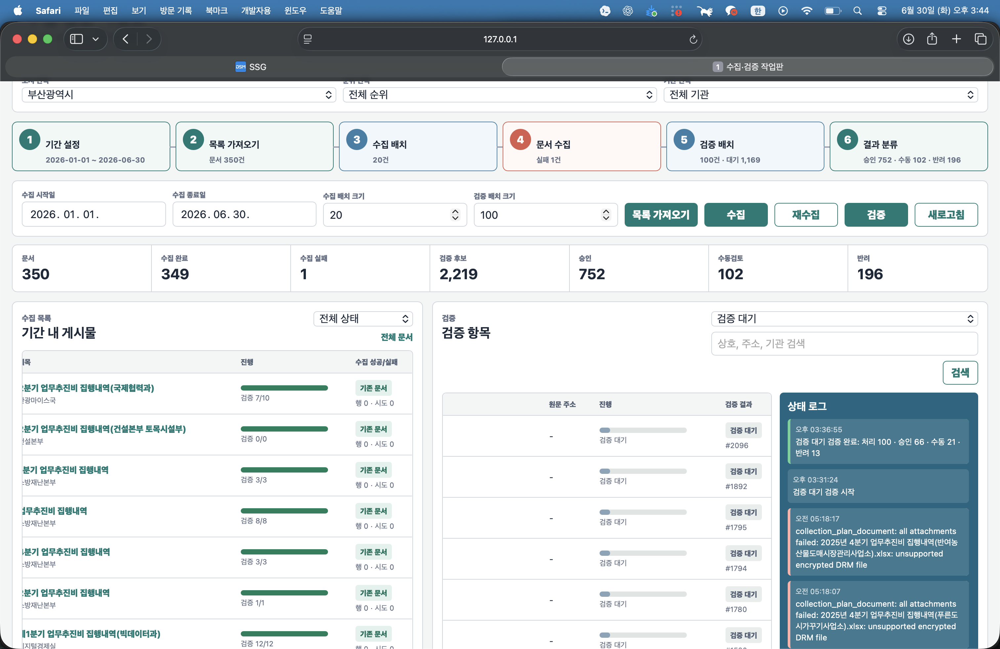 Safari 파일 편집 보기 방문 기록 북마크 개발자용 윈도우 도움말 한 6월 30일 (화) 오후 3:44
127.0.0.1
DSM SSG 1 수집·검증 작업판
부산광역시 전체 순위 전체 기관
1 기간 설정
2026-01-01 ~ 2026-06-30
2 목록 가져오기
문서 350건
3 수집 배치
20건
4 문서 수집
실패 1건
5 검증 배치
100건 · 대기 1,169
6 결과 분류
승인 752 · 수동 102 · 반려 196
수집 시작일 수집 종료일 수집 배치 크기 검증 배치 크기
2026. 01. 01. 2026. 06. 30. 20 100 목록 가져오기 수집 재수집 검증 새로고침
문서 수집 완료 수집 실패 검증 후보 승인 수동검토 반려
350 349 1 2,219 752 102 196
수집 목록
기간 내 게시물
전체 상태
전체 문서
목 진행 수집 성공/실패
분기 업무추진비 집행내역(국제협력과)
광마이스국
검증 7/10
기존 문서
행 0 · 시도 0
분기 업무추진비 집행내역(건설본부 토목시설부)
설본부
검증 0/0
기존 문서
행 0 · 시도 0
분기 업무추진비 집행내역
방재난본부
검증 3/3
기존 문서
행 0 · 시도 0
업무추진비 집행내역
방재난본부
검증 8/8
기존 문서
행 0 · 시도 0
분기 업무추진비 집행내역
방재난본부
검증 3/3
기존 문서
행 0 · 시도 0
분기 업무추진비 집행내역
방재난본부
검증 1/1
기존 문서
행 0 · 시도 0
1분기 업무추진비 집행내역(빅데이터과)
지털경제실
검증 12/12
기존 문서
검증
검증 항목
검증 대기
상호, 주소, 기관 검색
검색
원문 주소 진행 검증 결과
- 검증 대기 검증 대기
#2096
- 검증 대기 검증 대기
#1892
- 검증 대기 검증 대기
#1795
- 검증 대기 검증 대기
#1794
- 검증 대기 검증 대기
#1780
- 검증 대기 검증 대기
상태 로그
오후 03:36:55
검증 대기 검증 완료: 처리 100 · 승인 66 · 수동 21 ·
반려 13
오후 03:31:24
검증 대기 검증 시작
오전 05:18:17
collection_plan_document: all attachments
failed: 2025년 4분기 업무추진비 집행내역(반여농
산물도매시장관리사업소).xlsx: unsupported
encrypted DRM file
오전 05:18:07
collection_plan_document: all attachments
failed: 2025년 4분기 업무추진비 집행내역(푸른도
시가꾸기사업소).xlsx: unsupported encrypted
DRM file